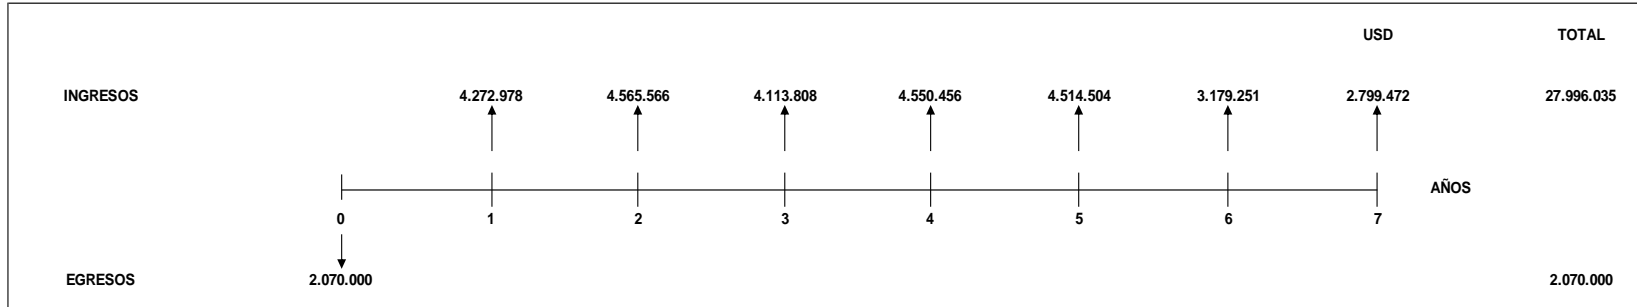 USD TOTAL
INGRESOS 4.272.978 4.565.566 4.113.808 4.550.456 4.514.504 3.179.251 2.799.472 27.996.035
AÑOS
0 1 2 3 4 5 6 7
EGRESOS 2.070.000 2.070.000